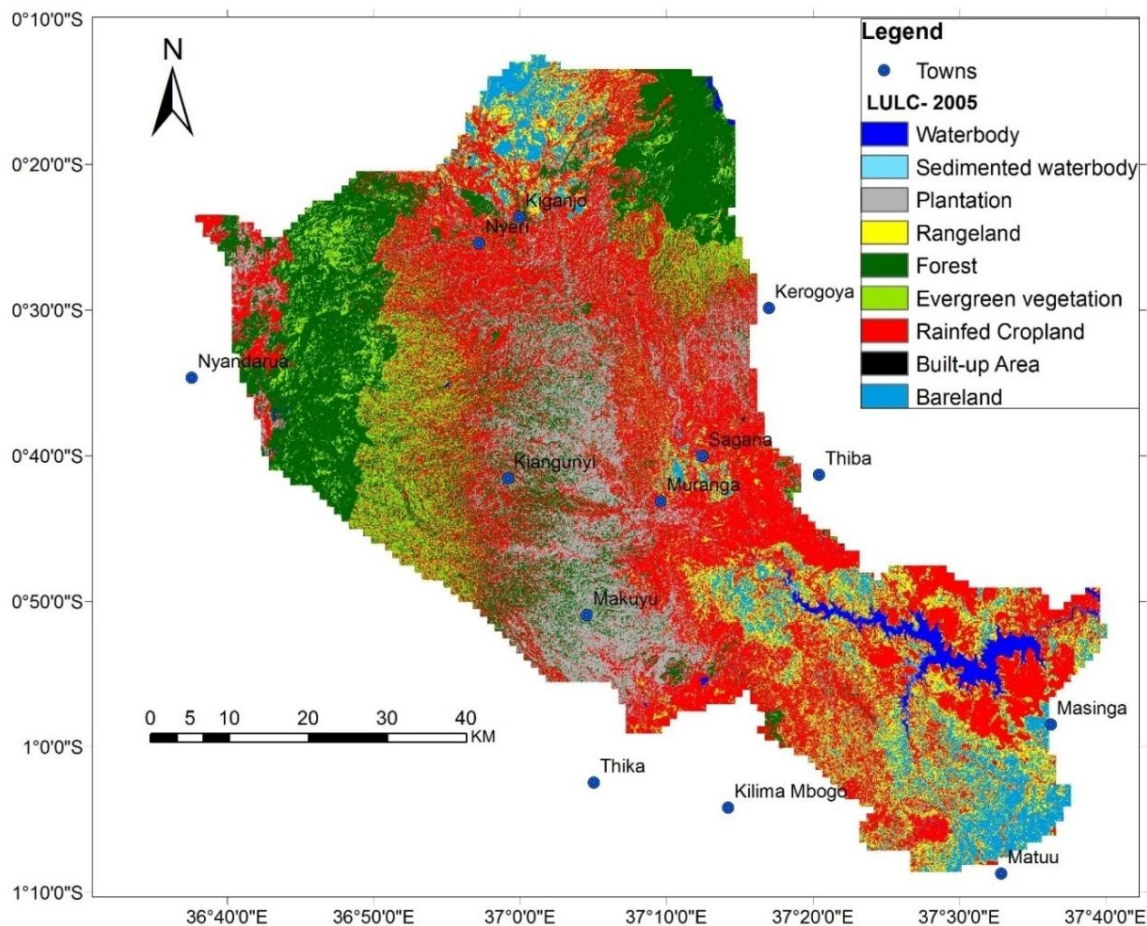 0°10'0"S
N
Legend
Towns
LULC- 2005
Waterbody
Sedimented waterbody
Plantation
Rangeland
Forest
Evergreen vegetation
Rainfed Cropland
Built-up Area
Bareland
0°20'0"S
Kiganjo
Nyeri
Kerogoya
0°30'0"S
Nyandarua
Sagana
0°40'0"S
Thiba
Kiangunyi
Muranga
0°50'0"S
Makuyu
Masinga
0 5 10 20 30 40
KM
1°0'0"S
Thika
Kilima Mbogo
Matuu
1°10'0"S
36°40'0"E 36°50'0"E 37°0'0"E 37°10'0"E 37°20'0"E 37°30'0"E 37°40'0"E